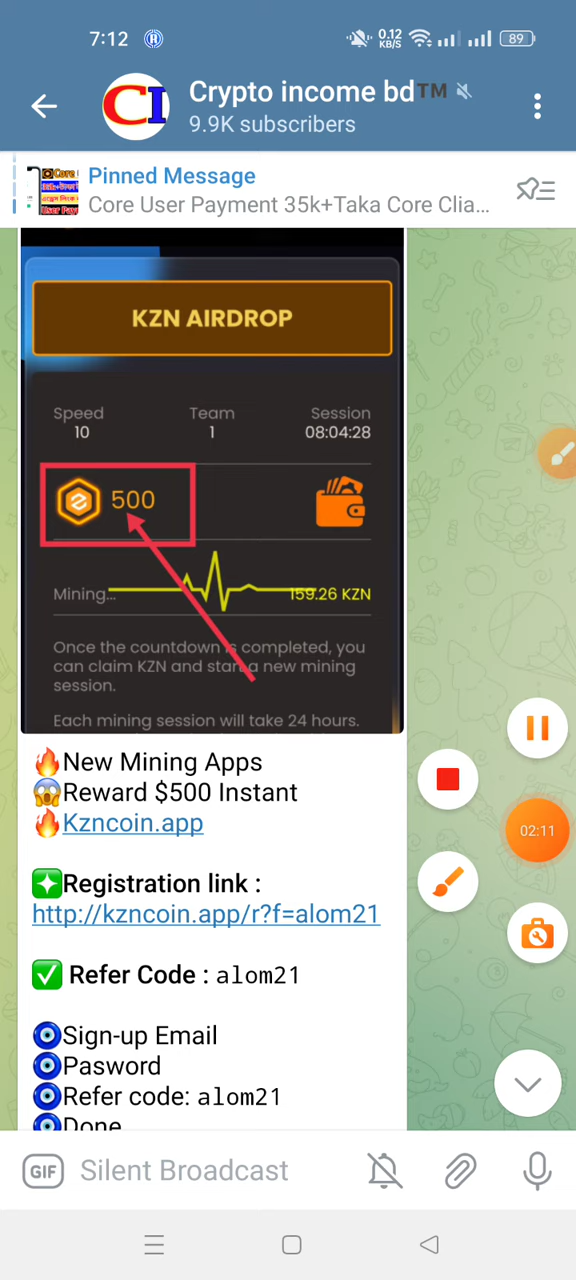 7:12
0.12
KB/S
89
CI
Crypto income bd™
9.9K subscribers
Pinned Message
Core User Payment 35k+Taka Core Clia...
KZN AIRDROP
Speed Team Session
10 1 08:04:28
500
Mining... 159.26 KZN
Once the countdown is completed, you
can claim KZN and start a new mining
session.
Each mining session will take 24 hours.
🔥New Mining Apps
😱Reward $500 Instant
🔥Kzncoin.app
Registration link :
http://kzncoin.app/r?f=alom21
✅ Refer Code : alom21
🧿Sign-up Email
🧿Pasword
🧿Refer code: alom21
🧿Done
02:11
GIF Silent Broadcast